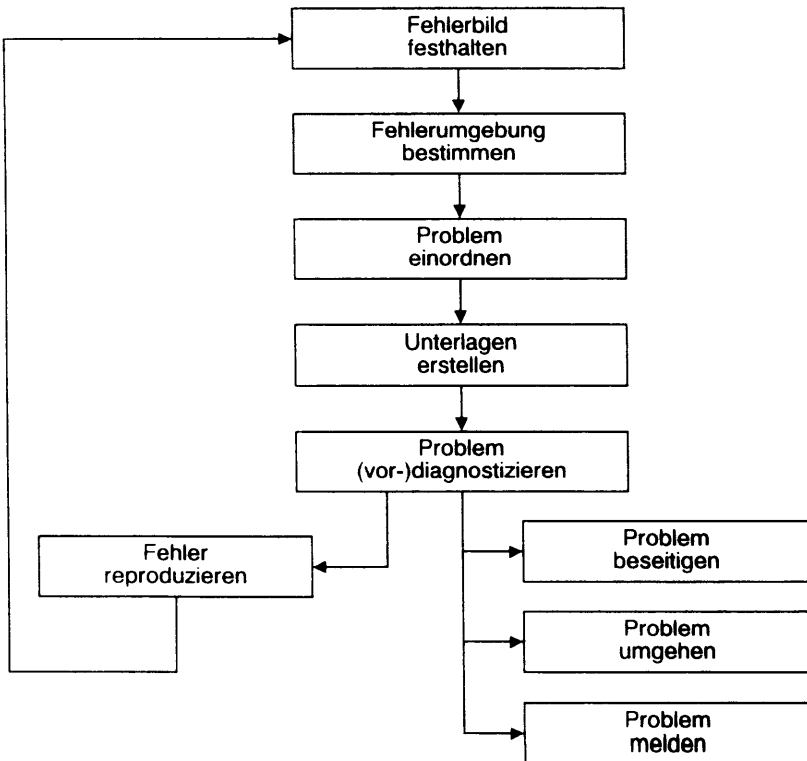 Fehlerbild
festhalten
Fehlerumgebung
bestimmen
Problem
einordnen
Unterlagen
erstellen
Problem
(vor-)diagnostizieren
Fehler
reproduzieren
Problem
beseitigen
Problem
umgehen
Problem
melden